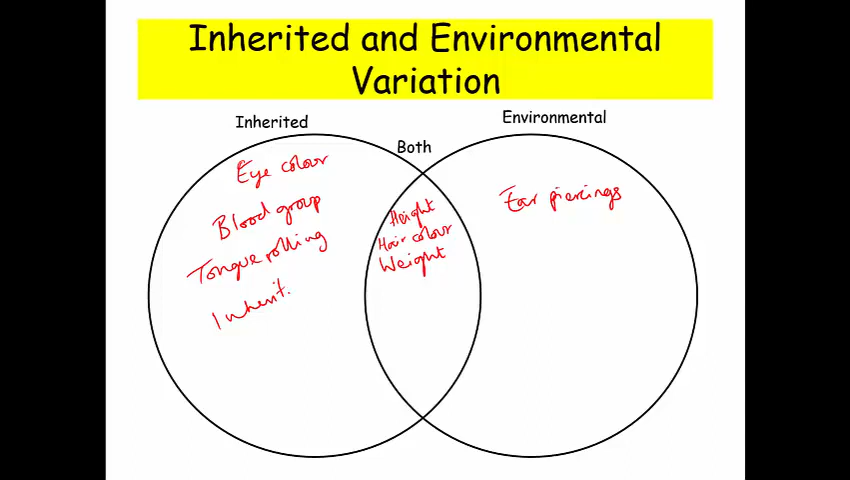 Inherited and Environmental
Variation
Inherited
Both
Environmental
Eye colour
Blood group
Tongue rolling
Inherit.
Height
Hair colour
Weight
Ear piercings